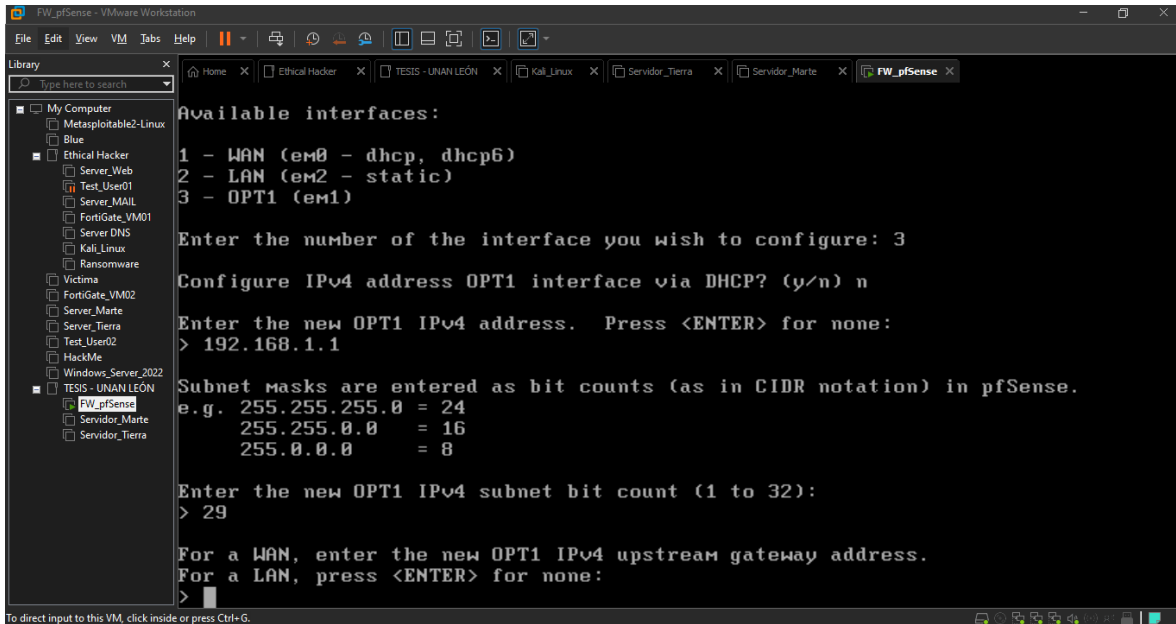 FW_pfSense - VMware Workstation
File Edit View VM Tabs Help
Library
Type here to search
My Computer
Metasploitable2-Linux
Blue
Ethical Hacker
Server_Web
Test_User01
Server_MAIL
FortiGate_VM01
Server DNS
Kali_Linux
Ransomware
Victima
FortiGate_VM02
Server_Marte
Server_Tierra
Test_User02
HackMe
Windows_Server_2022
TESIS - UNAN LEÓN
FW_pfSense
Servidor_Marte
Servidor_Tierra
Home Ethical Hacker TESIS - UNAN LEÓN Kali_Linux Servidor_Tierra Servidor_Marte FW_pfSense
Available interfaces:
1 - WAN (em0 - dhcp, dhcp6)
2 - LAN (em2 - static)
3 - OPT1 (em1)
Enter the number of the interface you wish to configure: 3
Configure IPv4 address OPT1 interface via DHCP? (y/n) n
Enter the new OPT1 IPv4 address.  Press <ENTER> for none:
> 192.168.1.1
Subnet masks are entered as bit counts (as in CIDR notation) in pfSense.
e.g. 255.255.255.0 = 24
255.255.0.0   = 16
255.0.0.0     = 8
Enter the new OPT1 IPv4 subnet bit count (1 to 32):
> 29
For a WAN, enter the new OPT1 IPv4 upstream gateway address.
For a LAN, press <ENTER> for none:
>
To direct input to this VM, click inside or press Ctrl+G.